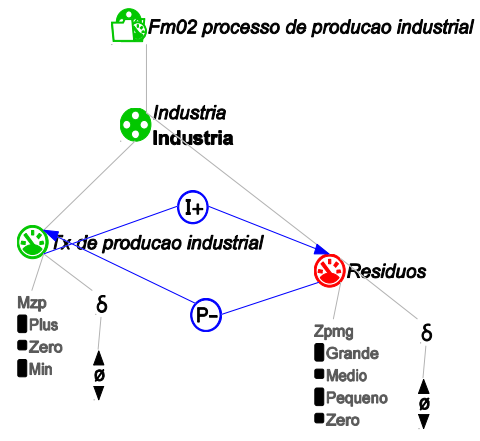 Fm02 processo de producao industrial
Industria
Industria
I+
Tx de producao industrial
Residuos
P-
Mzp
δ
Plus
Zero
Min
ø
Zpmg
δ
Grande
Medio
Pequeno
Zero
ø